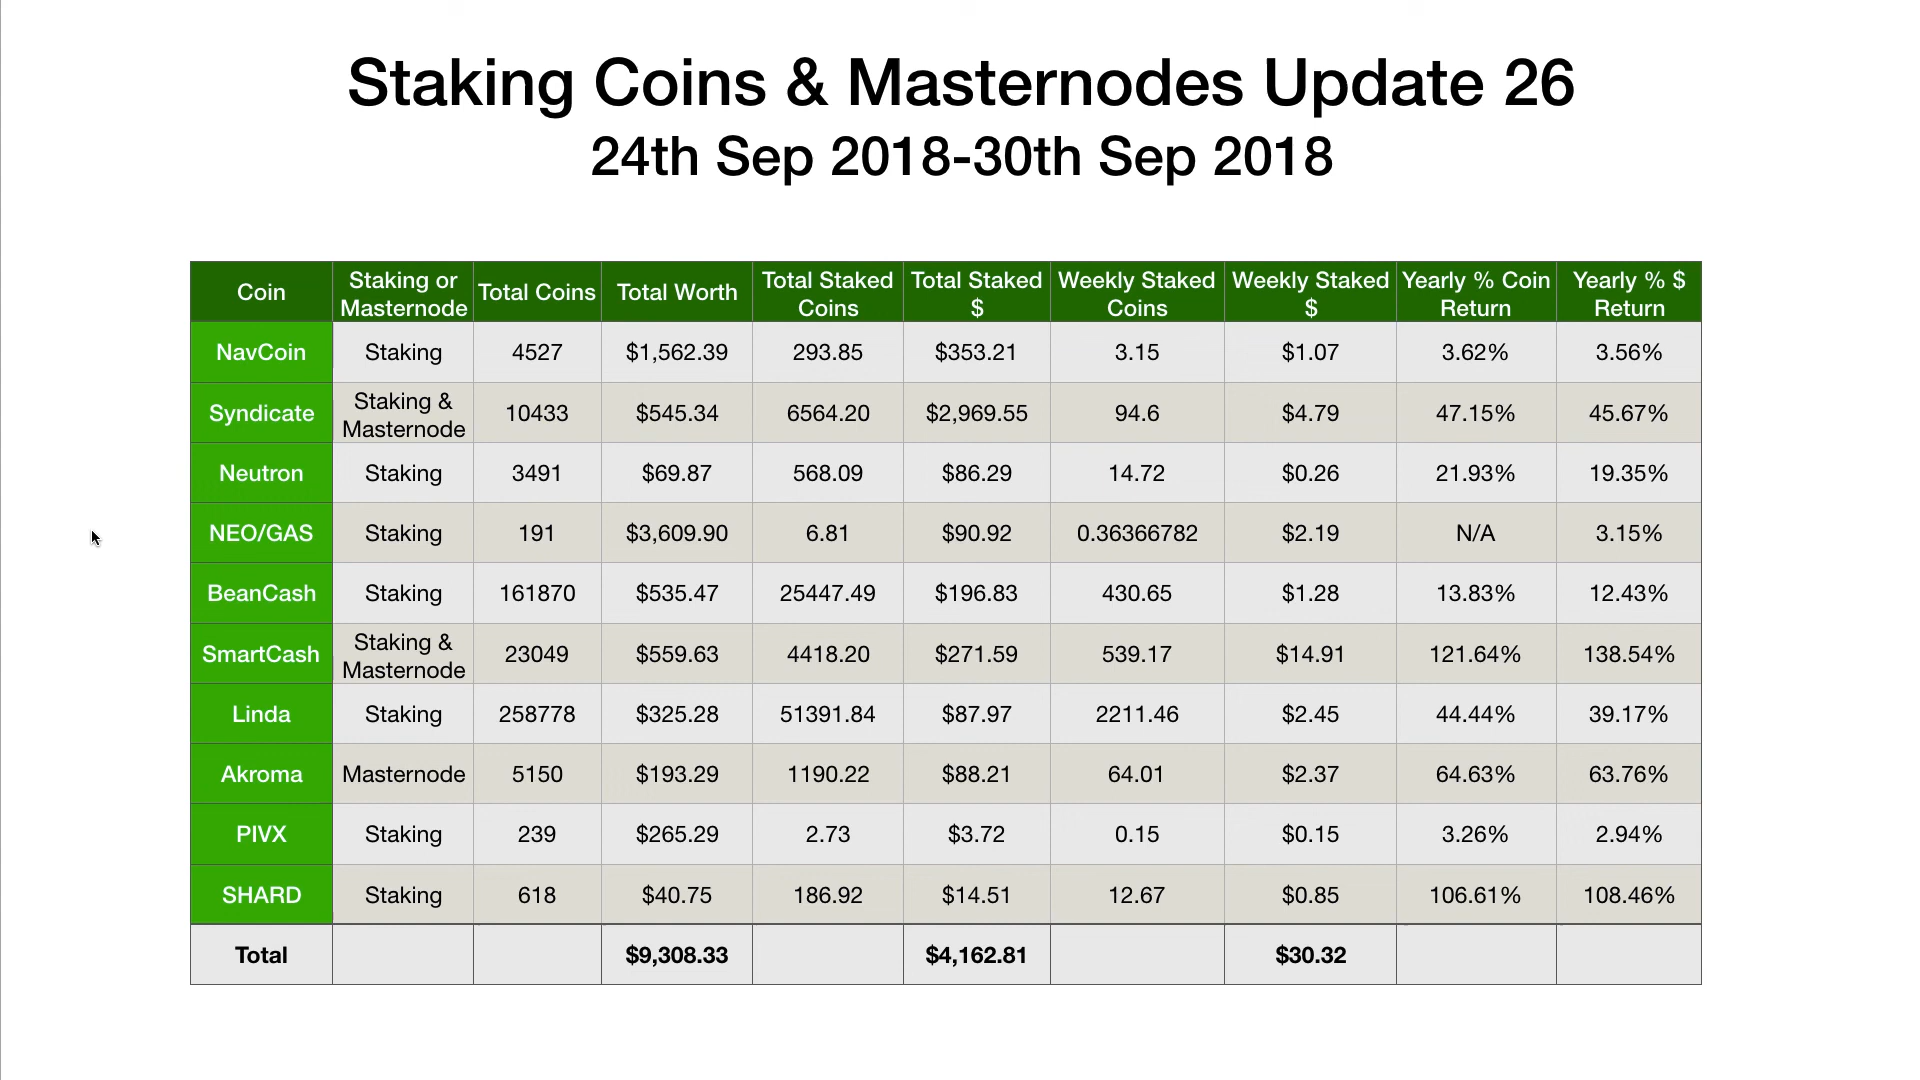 Staking Coins & Masternodes Update 26
24th Sep 2018-30th Sep 2018
Coin Staking or Masternode Total Coins Total Worth Total Staked Coins Total Staked $ Weekly Staked Coins Weekly Staked $ Yearly % Coin Return Yearly % $ Return
NavCoin Staking 4527 $1,562.39 293.85 $353.21 3.15 $1.07 3.62% 3.56%
Syndicate Staking & Masternode 10433 $545.34 6564.20 $2,969.55 94.6 $4.79 47.15% 45.67%
Neutron Staking 3491 $69.87 568.09 $86.29 14.72 $0.26 21.93% 19.35%
NEO/GAS Staking 191 $3,609.90 6.81 $90.92 0.36366782 $2.19 N/A 3.15%
BeanCash Staking 161870 $535.47 25447.49 $196.83 430.65 $1.28 13.83% 12.43%
SmartCash Staking & Masternode 23049 $559.63 4418.20 $271.59 539.17 $14.91 121.64% 138.54%
Linda Staking 258778 $325.28 51391.84 $87.97 2211.46 $2.45 44.44% 39.17%
Akroma Masternode 5150 $193.29 1190.22 $88.21 64.01 $2.37 64.63% 63.76%
PIVX Staking 239 $265.29 2.73 $3.72 0.15 $0.15 3.26% 2.94%
SHARD Staking 618 $40.75 186.92 $14.51 12.67 $0.85 106.61% 108.46%
Total $9,308.33 $4,162.81 $30.32